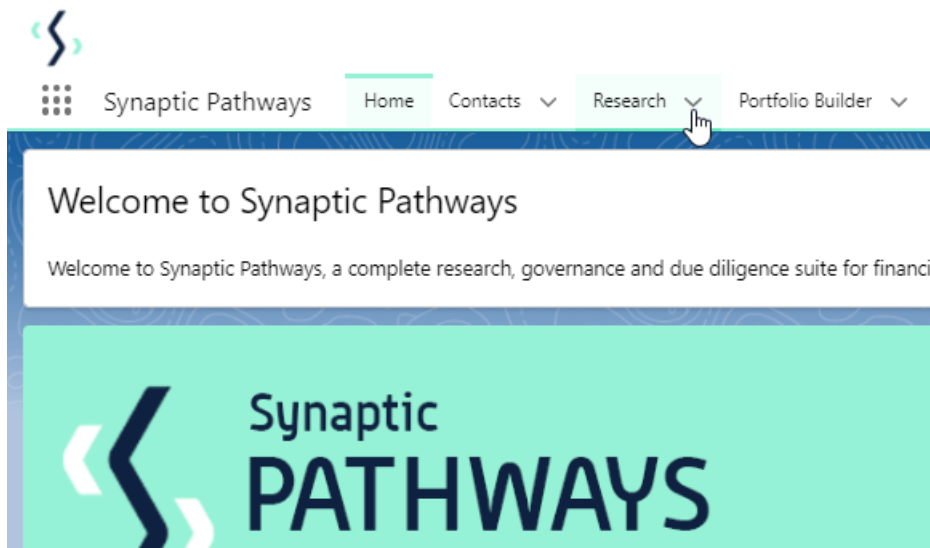 Synaptic Pathways Home Contacts Research Portfolio Builder
Welcome to Synaptic Pathways
Welcome to Synaptic Pathways, a complete research, governance and due diligence suite for financi
Synaptic
PATHWAYS